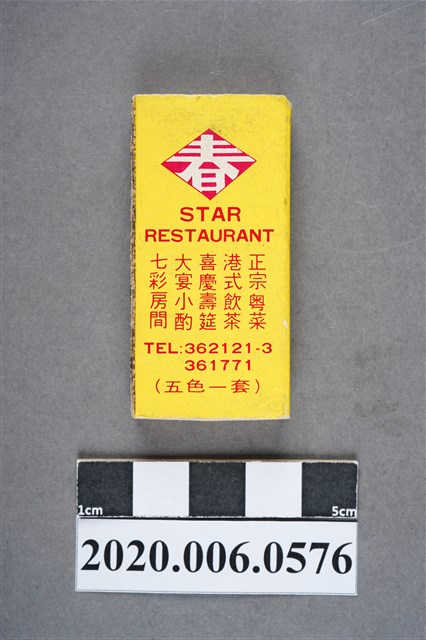 春
STAR
RESTAURANT
正宗粵菜
港式飲茶
喜慶壽筵
大宴小酌
七彩房間
TEL:362121-3
361771
(五色一套)
1cm
5cm
2020.006.0576